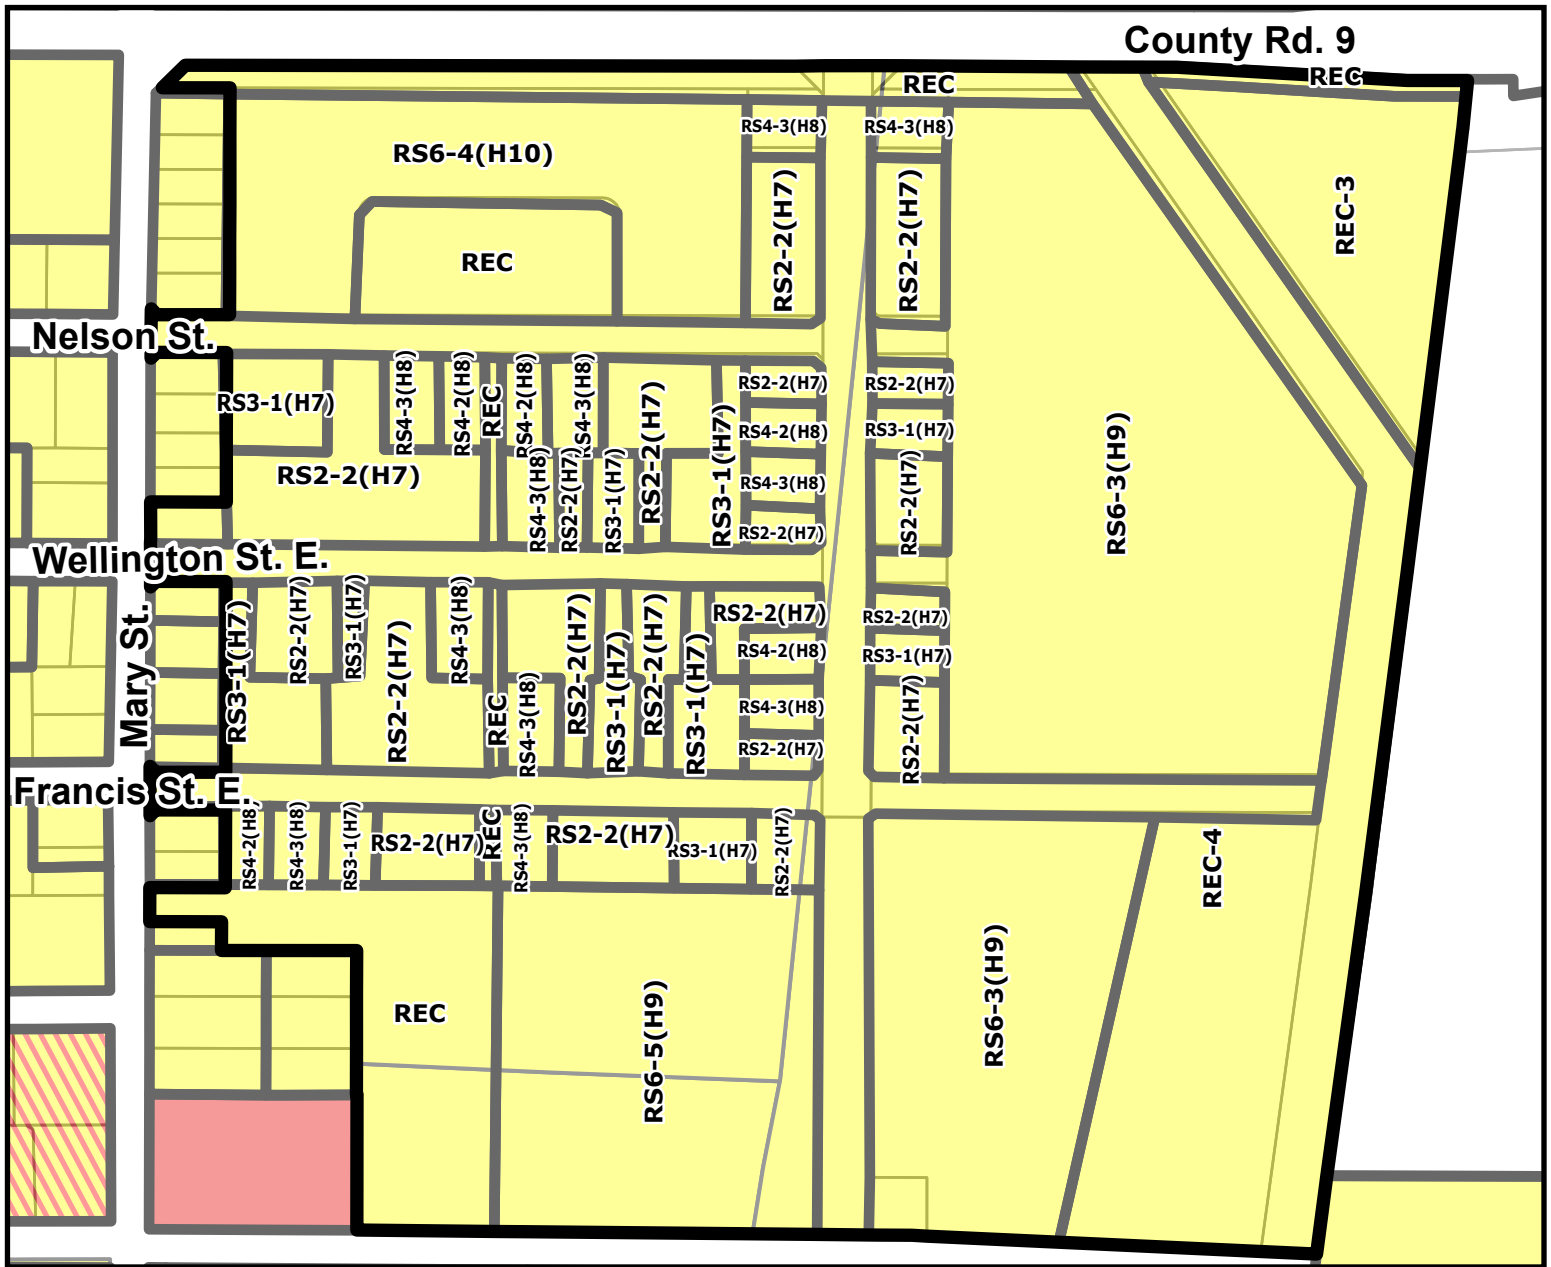 County Rd. 9
REC
REC
RS4-3(H8)
RS4-3(H8)
RS6-4(H10)
RS2-2(H7)
RS2-2(H7)
REC-3
REC
Nelson St.
RS3-1(H7)
RS4-3(H8)
RS4-2(H8)
REC
RS4-2(H8)
RS4-3(H8)
RS2-2(H7)
RS3-1(H7)
RS2-2(H7)
RS2-2(H7)
RS4-2(H8)
RS3-1(H7)
RS6-3(H9)
RS2-2(H7)
RS4-3(H8)
RS2-2(H7)
RS3-1(H7)
RS4-3(H8)
RS2-2(H7)
RS2-2(H7)
Wellington St. E.
Mary St.
RS3-1(H7)
RS2-2(H7)
RS3-1(H7)
RS2-2(H7)
RS4-3(H8)
REC
RS4-3(H8)
RS2-2(H7)
RS3-1(H7)
RS2-2(H7)
RS3-1(H7)
RS2-2(H7)
RS4-2(H8)
RS4-3(H8)
RS2-2(H7)
RS2-2(H7)
RS3-1(H7)
RS2-2(H7)
Francis St. E.
RS4-2(H8)
RS4-3(H8)
RS3-1(H7)
RS2-2(H7)
REC
RS4-3(H8)
RS2-2(H7)
RS3-1(H7)
RS2-2(H7)
REC-4
REC
RS6-5(H9)
RS6-3(H9)